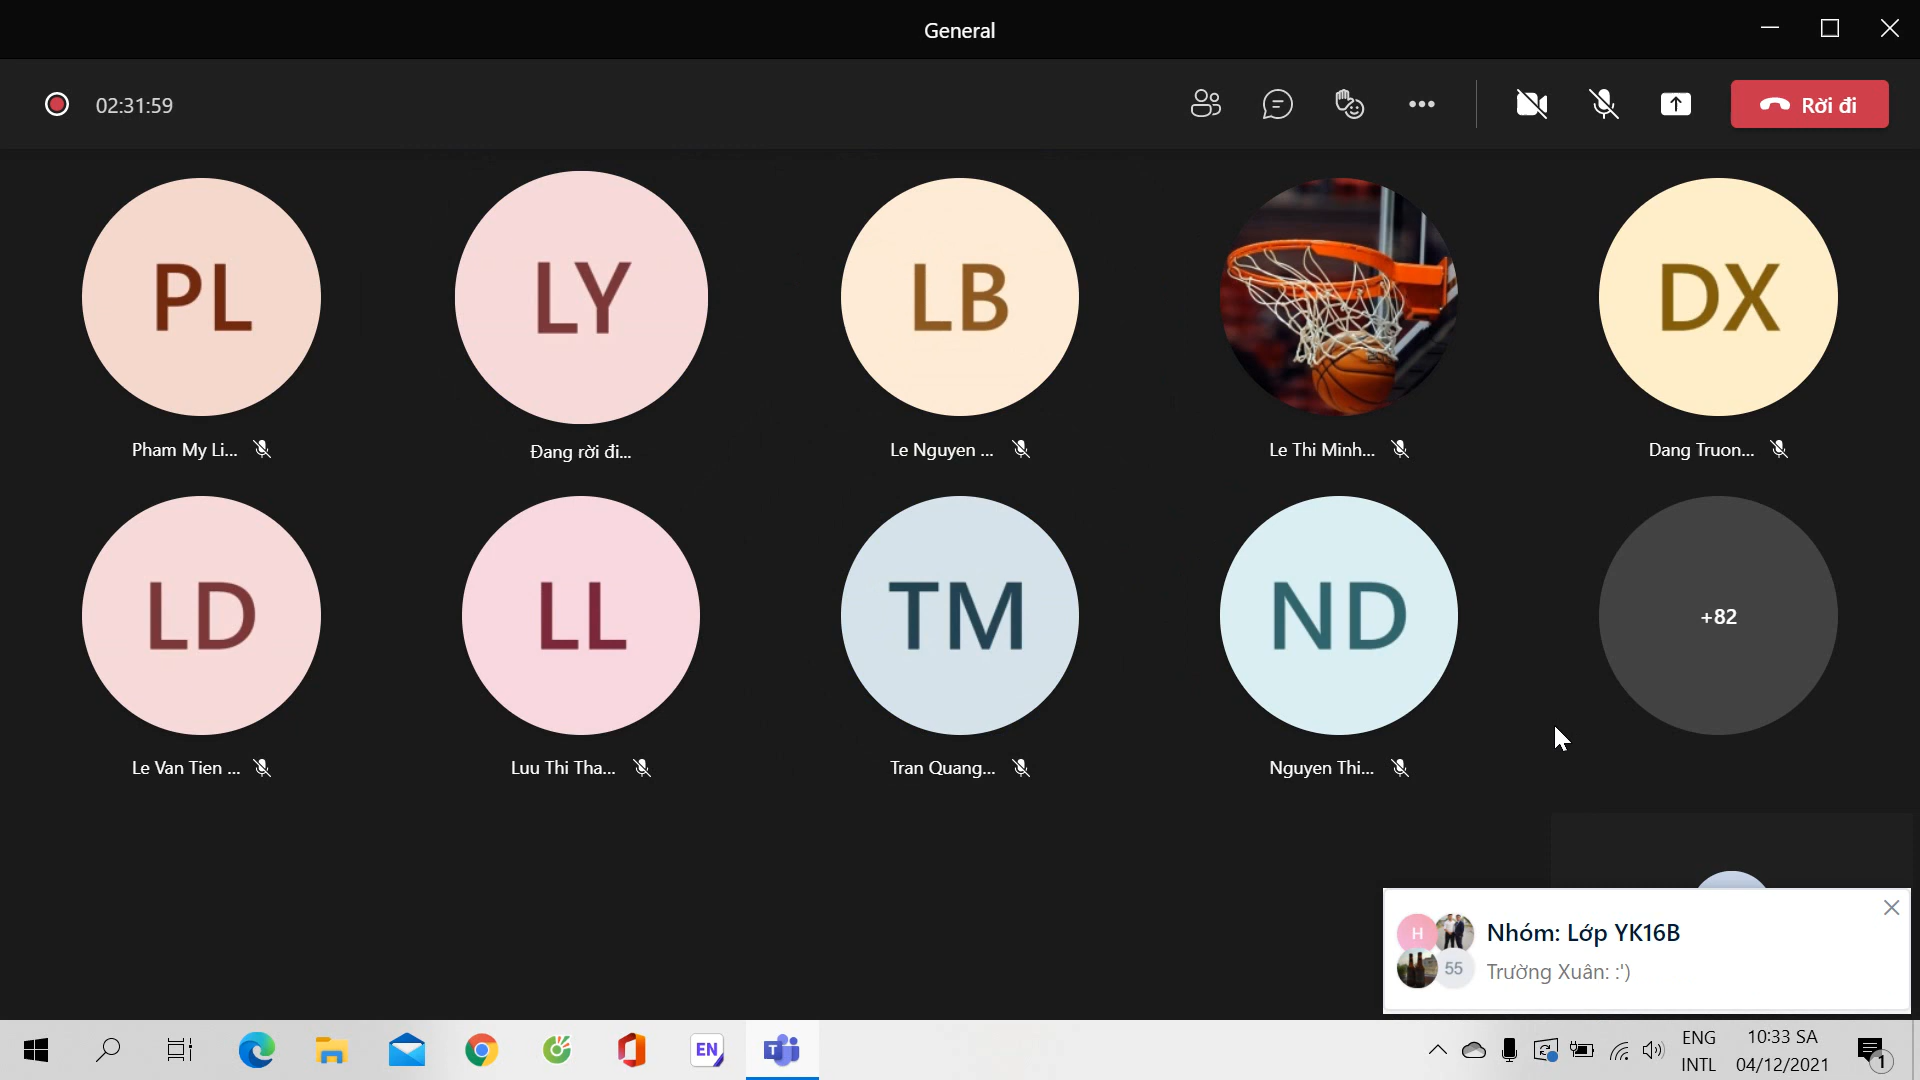 General
02:31:59
Rời đi
PL
LY
LB
DX
Pham My Li...
Đang rời đi...
Le Nguyen ...
Le Thi Minh...
Dang Truon...
LD
LL
TM
ND
+82
Le Van Tien ...
Luu Thi Tha...
Tran Quang...
Nguyen Thi...
H
55
Nhóm: Lớp YK16B
Trường Xuân: :')
EN
T
ENG
INTL
10:33 SA
04/12/2021
1